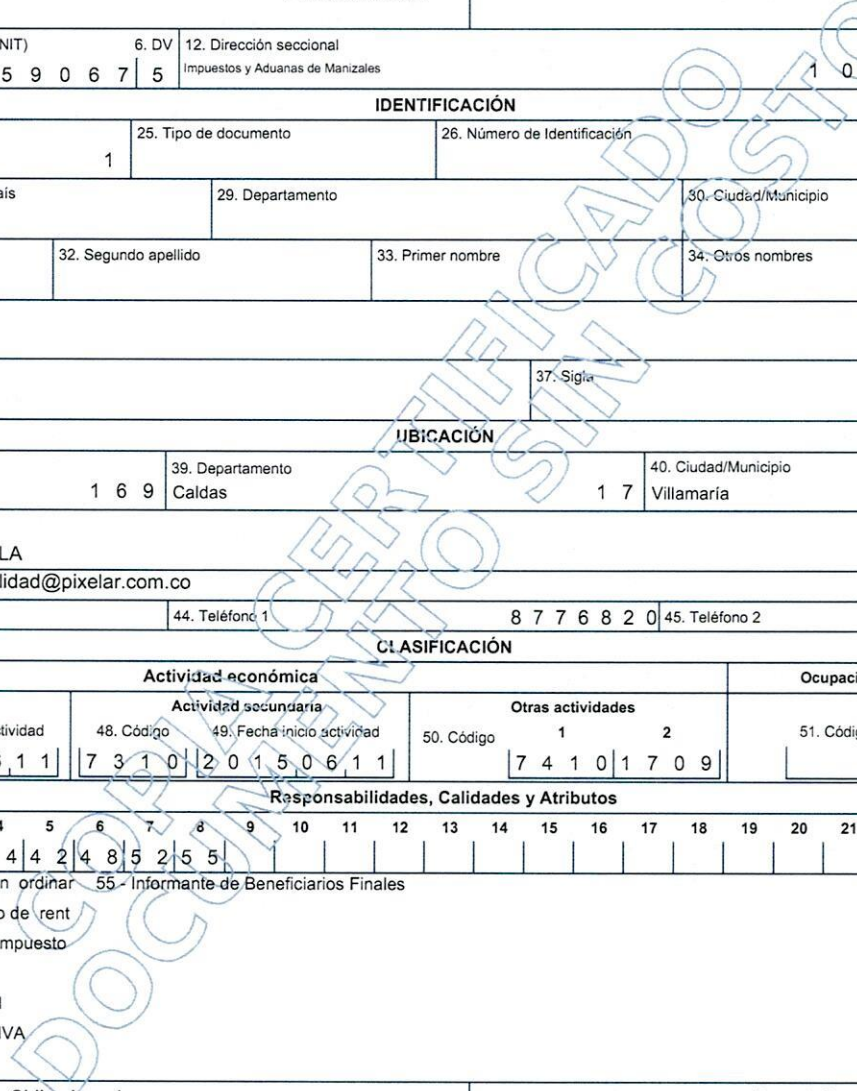 NIT) 6. DV 12. Dirección seccional
5 9 0 6 7 5 Impuestos y Aduanas de Manizales 1 0
IDENTIFICACIÓN
25. Tipo de documento 26. Número de Identificación
1
aís 29. Departamento 30. Ciudad/Municipio
32. Segundo apellido 33. Primer nombre 34. Otros nombres
37. Sigla
UBICACIÓN
39. Departamento 40. Ciudad/Municipio
1 6 9 Caldas 1 7 Villamaría
LA
lidad@pixelar.com.co
44. Teléfono 1 8 7 7 6 8 2 0 45. Teléfono 2
CLASIFICACIÓN
Actividad económica Ocupaci
Actividad secundaria Otras actividades
tividad 48. Código 49. Fecha inicio actividad 50. Código 1 2 51. Códig
1 1 7 3 1 0 2 0 1 5 0 6 1 1 7 4 1 0 1 7 0 9
Responsabilidades, Calidades y Atributos
4 5 6 7 8 9 10 11 12 13 14 15 16 17 18 19 20 21
4 4 2 4 8 5 2 5 5
n ordinar 55 - Informante de Beneficiarios Finales
o de rent
mpuesto
IVA
COPIA CERTIFICADO
DOCUMENTO SIN COSTO